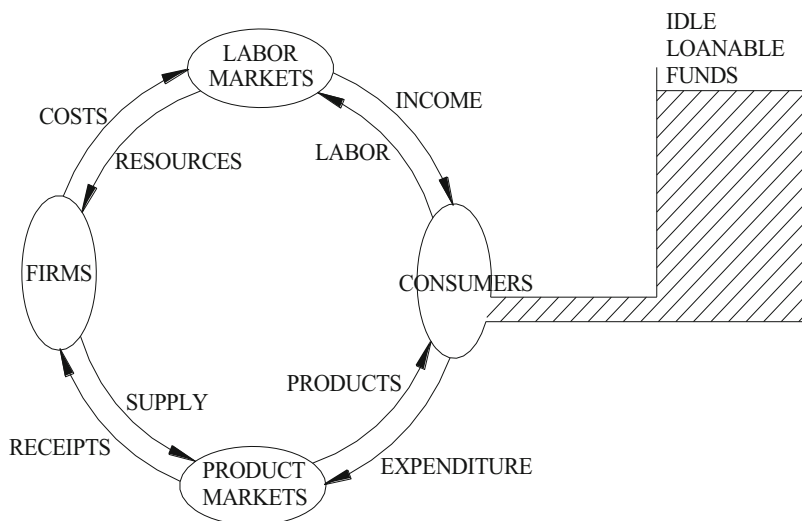 IDLE
LOANABLE
FUNDS
LABOR
MARKETS
COSTS
INCOME
RESOURCES
LABOR
FIRMS
CONSUMERS
PRODUCTS
SUPPLY
RECEIPTS
EXPENDITURE
PRODUCT
MARKETS